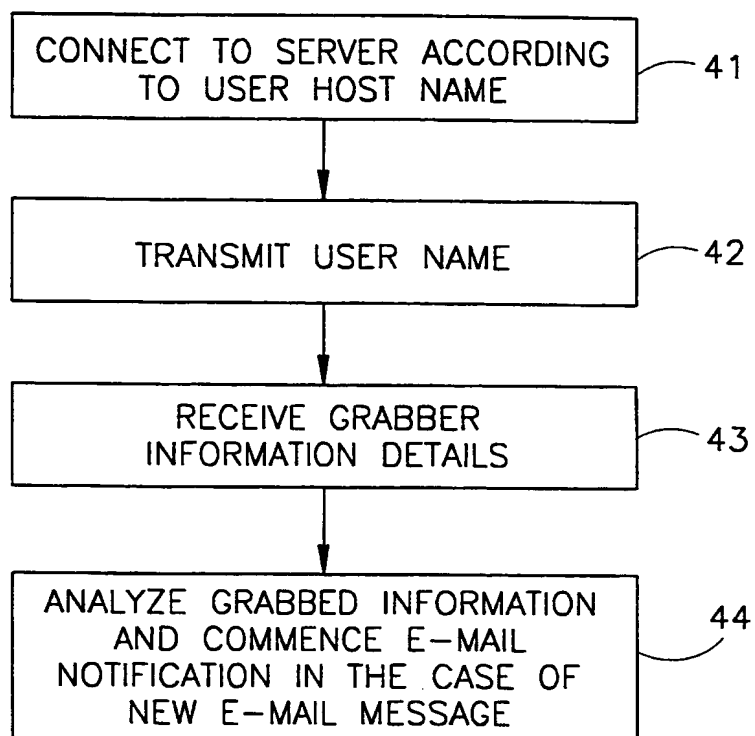 CONNECT TO SERVER ACCORDING
TO USER HOST NAME
41
TRANSMIT USER NAME
42
RECEIVE GRABBER
INFORMATION DETAILS
43
ANALYZE GRABBED INFORMATION
AND COMMENCE E-MAIL
NOTIFICATION IN THE CASE OF
NEW E-MAIL MESSAGE
44